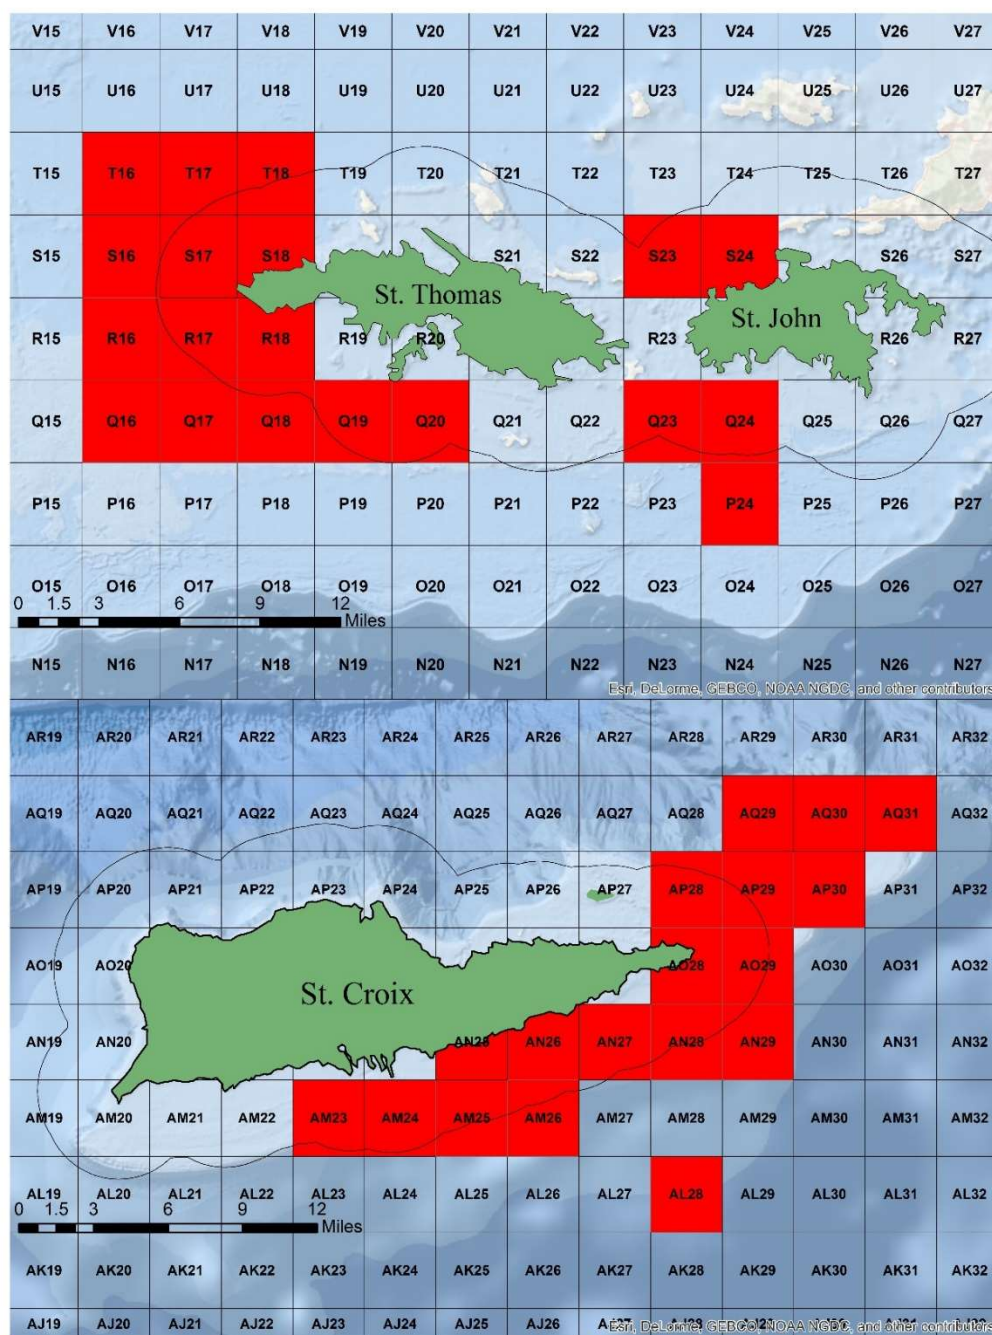 V15 V16 V17 V18 V19 V20 V21 V22 V23 V24 V25 V26 V27
U15 U16 U17 U18 U19 U20 U21 U22 U23 U24 U25 U26 U27
T15 T16 T17 T18 T19 T20 T21 T22 T23 T24 T25 T26 T27
S15 S16 S17 S18 S21 S22 S23 S24 S26 S27
St. Thomas
St. John
R15 R16 R17 R18 R19 R20 R23 R26 R27
Q15 Q16 Q17 Q18 Q19 Q20 Q21 Q22 Q23 Q24 Q25 Q26 Q27
P15 P16 P17 P18 P19 P20 P21 P22 P23 P24 P25 P26 P27
O15 O16 O17 O18 O19 O20 O21 O22 O23 O24 O25 O26 O27
0 1.5 3 6 9 12
Miles
N15 N16 N17 N18 N19 N20 N21 N22 N23 N24 N25 N26 N27
Esri, DeLorme, GEBCO, NOAA NGDC, and other contributors
AR19 AR20 AR21 AR22 AR23 AR24 AR25 AR26 AR27 AR28 AR29 AR30 AR31 AR32
AQ19 AQ20 AQ21 AQ22 AQ23 AQ24 AQ25 AQ26 AQ27 AQ28 AQ29 AQ30 AQ31 AQ32
AP19 AP20 AP21 AP22 AP23 AP24 AP25 AP26 AP27 AP28 AP29 AP30 AP31 AP32
AO19 AO20 AO28 AO29 AO30 AO31 AO32
St. Croix
AN19 AN20 AN25 AN26 AN27 AN28 AN29 AN30 AN31 AN32
AM19 AM20 AM21 AM22 AM23 AM24 AM25 AM26 AM27 AM28 AM29 AM30 AM31 AM32
AL19 AL20 AL21 AL22 AL23 AL24 AL25 AL26 AL27 AL28 AL29 AL30 AL31 AL32
0 1.5 3 6 9 12
Miles
AK19 AK20 AK21 AK22 AK23 AK24 AK25 AK26 AK27 AK28 AK29 AK30 AK31 AK32
AJ19 AJ20 AJ21 AJ22 AJ23 AJ24 AJ25 AJ26
Esri, DeLorme, GEBCO, NOAA NGDC, and other contributors